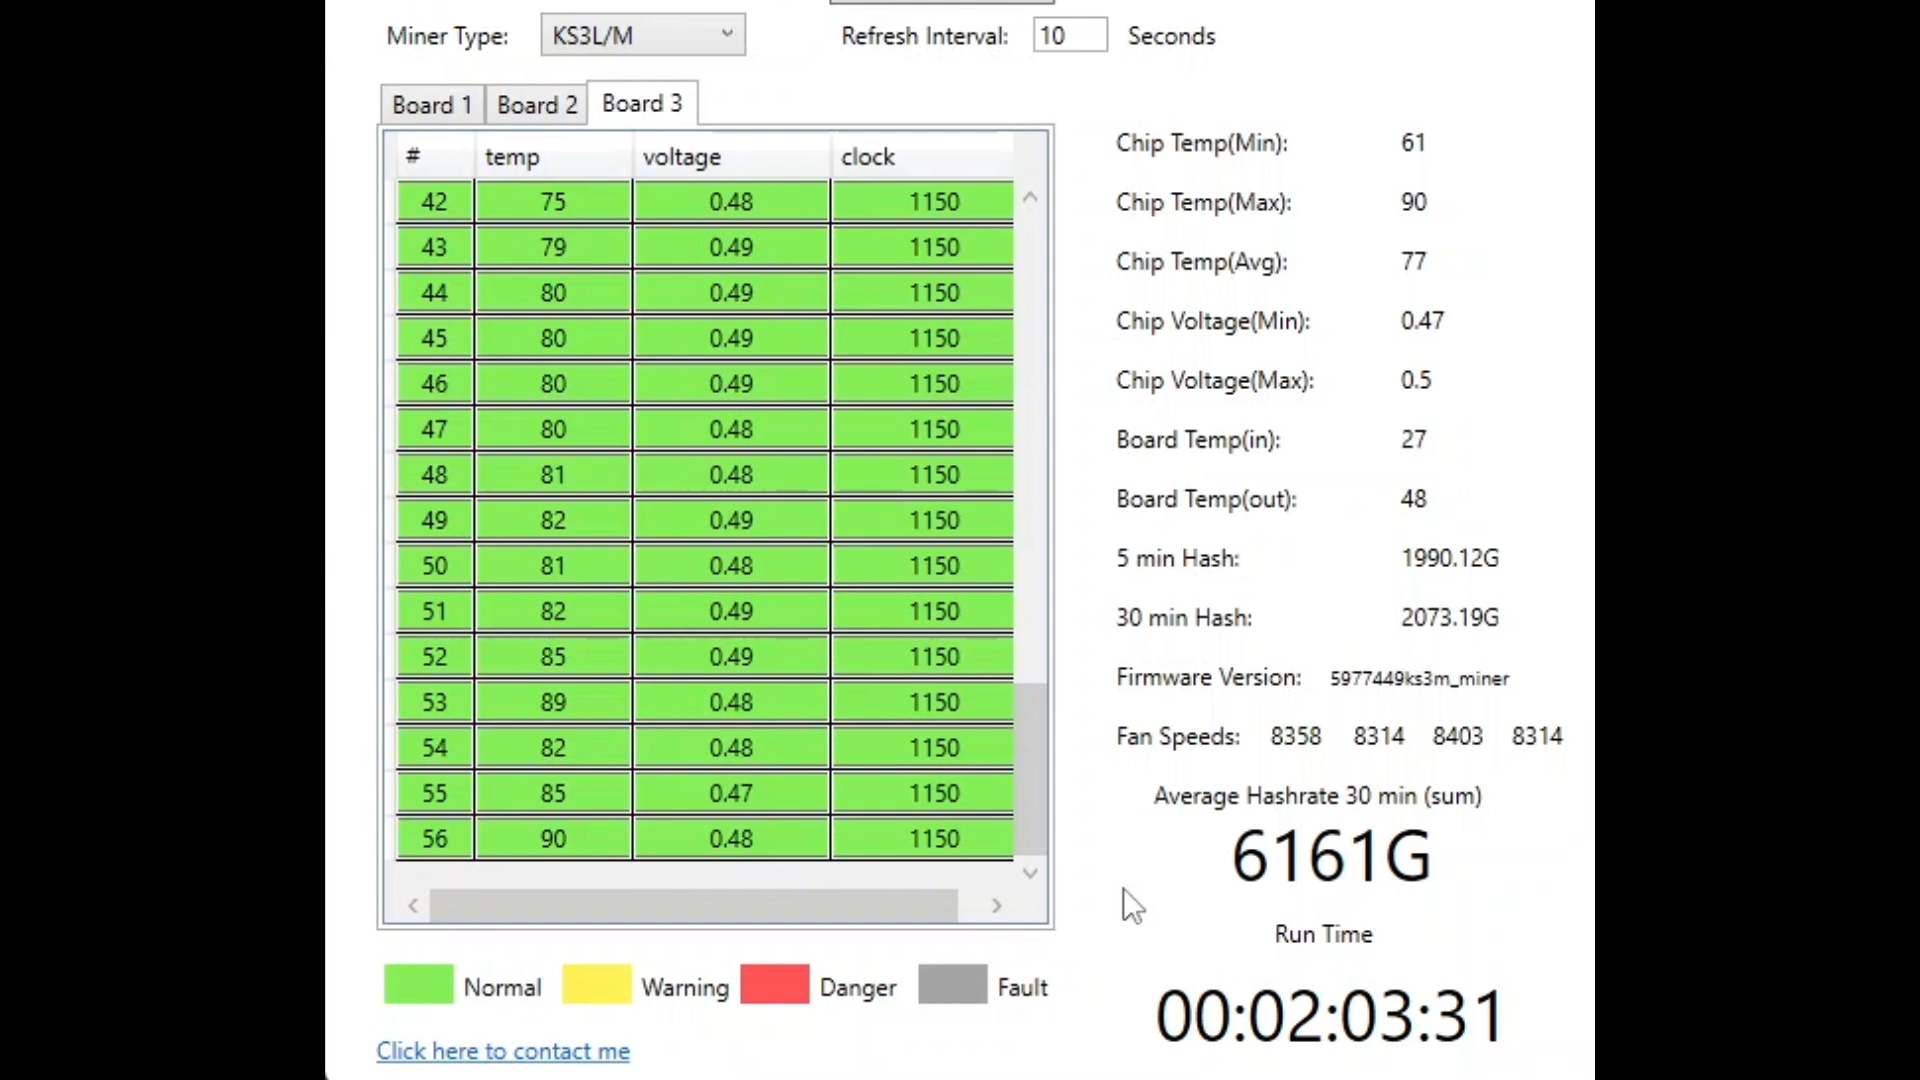 Miner Type: KS3L/M Refresh Interval: 10 Seconds
Board 1 Board 2 Board 3
# temp voltage clock
42 75 0.48 1150
43 79 0.49 1150
44 80 0.49 1150
45 80 0.49 1150
46 80 0.49 1150
47 80 0.48 1150
48 81 0.48 1150
49 82 0.49 1150
50 81 0.48 1150
51 82 0.49 1150
52 85 0.49 1150
53 89 0.48 1150
54 82 0.48 1150
55 85 0.47 1150
56 90 0.48 1150
Normal Warning Danger Fault
Click here to contact me
Chip Temp(Min): 61
Chip Temp(Max): 90
Chip Temp(Avg): 77
Chip Voltage(Min): 0.47
Chip Voltage(Max): 0.5
Board Temp(in): 27
Board Temp(out): 48
5 min Hash: 1990.12G
30 min Hash: 2073.19G
Firmware Version: 5977449ks3m_miner
Fan Speeds: 8358 8314 8403 8314
Average Hashrate 30 min (sum)
6161G
Run Time
00:02:03:31